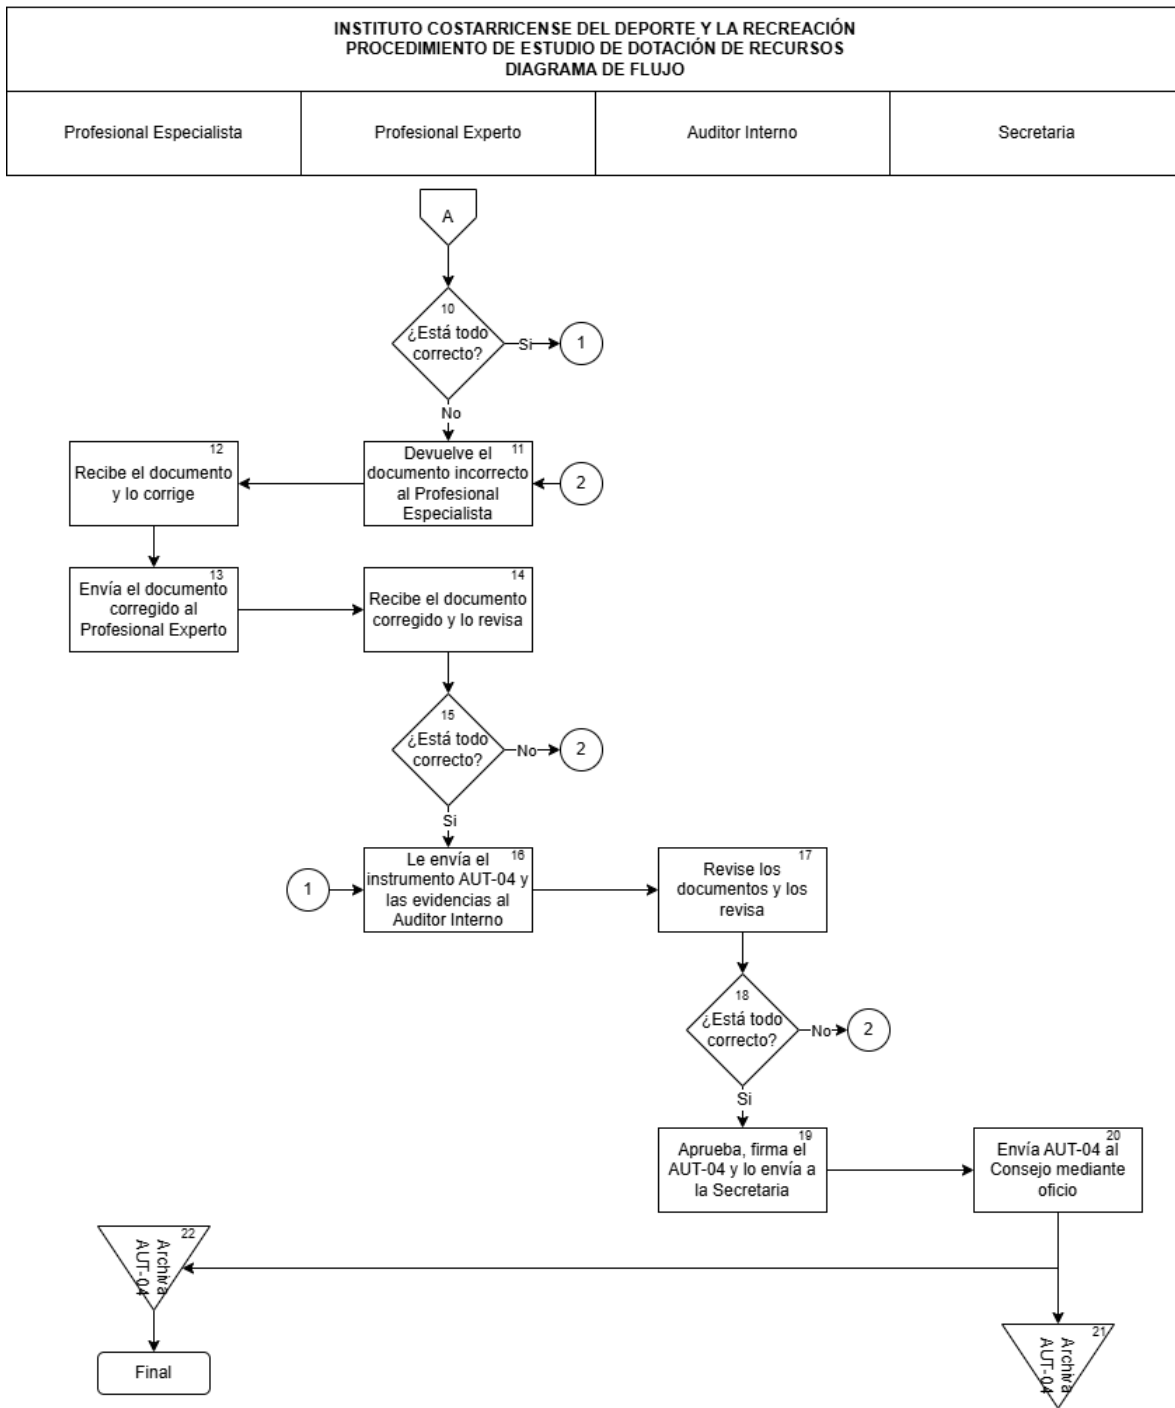 INSTITUTO COSTARRICENSE DEL DEPORTE Y LA RECREACIÓN
PROCEDIMIENTO DE ESTUDIO DE DOTACIÓN DE RECURSOS
DIAGRAMA DE FLUJO
Profesional Especialista
Profesional Experto
Auditor Interno
Secretaria
A
10
¿Está todo
correcto?
Si
1
No
12
Recibe el documento
y lo corrige
11
Devuelve el
documento incorrecto
al Profesional
Especialista
2
13
Envía el documento
corregido al
Profesional Experto
14
Recibe el documento
corregido y lo revisa
15
¿Está todo
correcto?
No
2
Si
1
16
Le envía el
instrumento AUT-04 y
las evidencias al
Auditor Interno
17
Revise los
documentos y los
revisa
18
¿Está todo
correcto?
No
2
Si
19
Aprueba, firma el
AUT-04 y lo envía a
la Secretaria
20
Envía AUT-04 al
Consejo mediante
oficio
22
Archiva
AUT-04
21
Archiva
AUT-04
Final